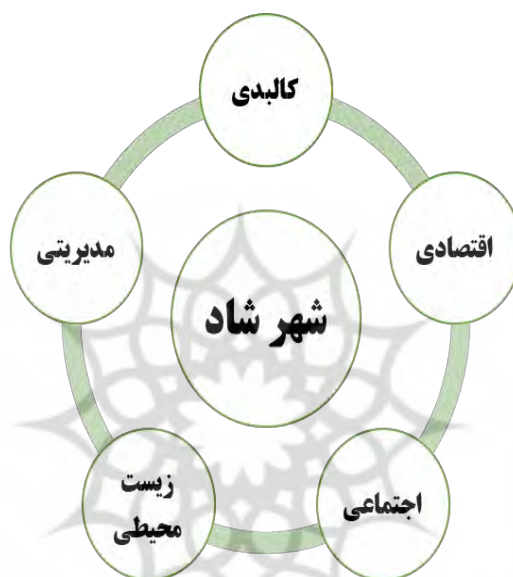 کالبدی
اقتصادی
مدیریتی
شهر شاد
اجتماعی
زیست
محیطی